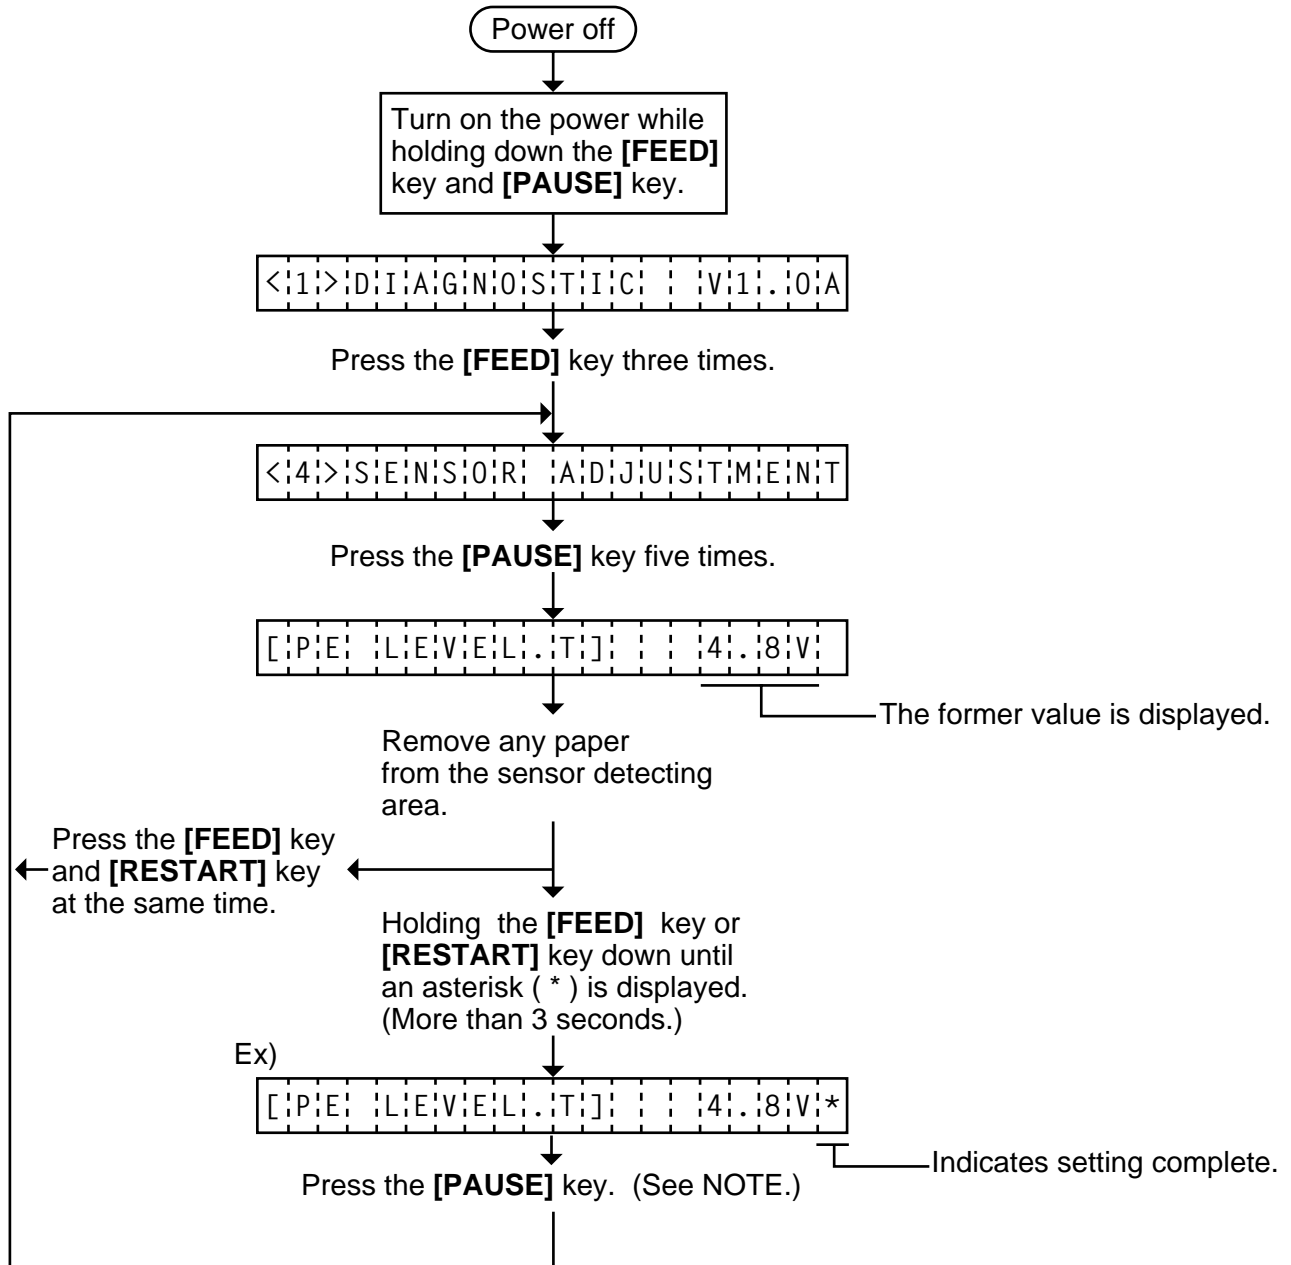 Power off
Turn on the power while
holding down the [FEED]
key and [PAUSE] key.
<1>DIAGNOSTIC  V1.0A
Press the [FEED] key three times.
<4>SENSOR ADJUSTMENT
Press the [PAUSE] key five times.
[PE LEVEL.T]   4.8V
The former value is displayed.
Remove any paper
from the sensor detecting
area.
Press the [FEED] key
and [RESTART] key
at the same time.
Holding the [FEED] key or
[RESTART] key down until
an asterisk ( * ) is displayed.
(More than 3 seconds.)
Ex)
[PE LEVEL.T]   4.8V*
Indicates setting complete.
Press the [PAUSE] key. (See NOTE.)